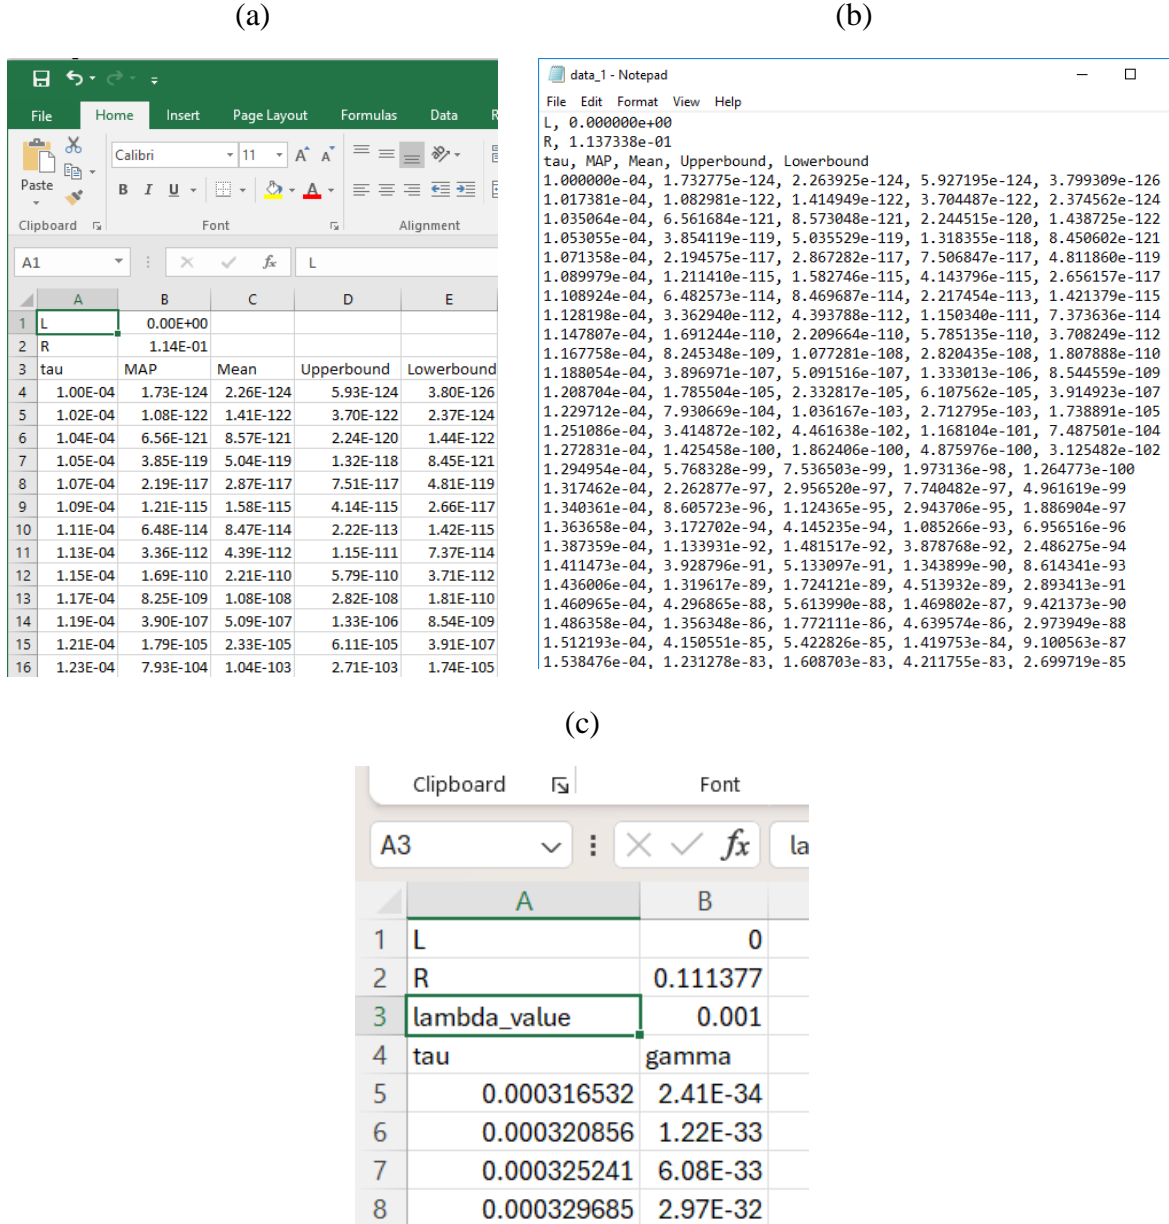 (a) (b)
File Home Insert Page Layout Formulas Data R
Calibri 11 A A
Paste B I U A
Clipboard Font Alignment
A1 fx L
A B C D E
1 L 0.00E+00
2 R 1.14E-01
3 tau MAP Mean Upperbound Lowerbound
4 1.00E-04 1.73E-124 2.26E-124 5.93E-124 3.80E-126
5 1.02E-04 1.08E-122 1.41E-122 3.70E-122 2.37E-124
6 1.04E-04 6.56E-121 8.57E-121 2.24E-120 1.44E-122
7 1.05E-04 3.85E-119 5.04E-119 1.32E-118 8.45E-121
8 1.07E-04 2.19E-117 2.87E-117 7.51E-117 4.81E-119
9 1.09E-04 1.21E-115 1.58E-115 4.14E-115 2.66E-117
10 1.11E-04 6.48E-114 8.47E-114 2.22E-113 1.42E-115
11 1.13E-04 3.36E-112 4.39E-112 1.15E-111 7.37E-114
12 1.15E-04 1.69E-110 2.21E-110 5.79E-110 3.71E-112
13 1.17E-04 8.25E-109 1.08E-108 2.82E-108 1.81E-110
14 1.19E-04 3.90E-107 5.09E-107 1.33E-106 8.54E-109
15 1.21E-04 1.79E-105 2.33E-105 6.11E-105 3.91E-107
16 1.23E-04 7.93E-104 1.04E-103 2.71E-103 1.74E-105
data_1 - Notepad
File Edit Format View Help
L, 0.000000e+00
R, 1.137338e-01
tau, MAP, Mean, Upperbound, Lowerbound
1.000000e-04, 1.732775e-124, 2.263925e-124, 5.927195e-124, 3.799309e-126
1.017381e-04, 1.082981e-122, 1.414949e-122, 3.704487e-122, 2.374562e-124
1.035064e-04, 6.561684e-121, 8.573048e-121, 2.244515e-120, 1.438725e-122
1.053055e-04, 3.854119e-119, 5.035529e-119, 1.318355e-118, 8.450602e-121
1.071358e-04, 2.194575e-117, 2.867282e-117, 7.506847e-117, 4.811860e-119
1.089979e-04, 1.211410e-115, 1.582746e-115, 4.143796e-115, 2.656157e-117
1.108924e-04, 6.482573e-114, 8.469687e-114, 2.217454e-113, 1.421379e-115
1.128198e-04, 3.362940e-112, 4.393788e-112, 1.150340e-111, 7.373636e-114
1.147807e-04, 1.691244e-110, 2.209664e-110, 5.785135e-110, 3.708249e-112
1.167758e-04, 8.245348e-109, 1.077281e-108, 2.820435e-108, 1.807888e-110
1.188054e-04, 3.896971e-107, 5.091516e-107, 1.333013e-106, 8.544559e-109
1.208704e-04, 1.785504e-105, 2.332817e-105, 6.107562e-105, 3.914923e-107
1.229712e-04, 7.930669e-104, 1.036167e-103, 2.712795e-103, 1.738891e-105
1.251086e-04, 3.414872e-102, 4.461638e-102, 1.168104e-101, 7.487501e-104
1.272831e-04, 1.425458e-100, 1.862406e-100, 4.875976e-100, 3.125482e-102
1.294954e-04, 5.768328e-99, 7.536503e-99, 1.973136e-98, 1.264773e-100
1.317462e-04, 2.262877e-97, 2.956520e-97, 7.740482e-97, 4.961619e-99
1.340361e-04, 8.605723e-96, 1.124365e-95, 2.943706e-95, 1.886904e-97
1.363658e-04, 3.172702e-94, 4.145235e-94, 1.085266e-93, 6.956516e-96
1.387359e-04, 1.133931e-92, 1.481517e-92, 3.878768e-92, 2.486275e-94
1.411473e-04, 3.928796e-91, 5.133097e-91, 1.343899e-90, 8.614341e-93
1.436006e-04, 1.319617e-89, 1.724121e-89, 4.513932e-89, 2.893413e-91
1.460965e-04, 4.296865e-88, 5.613990e-88, 1.469802e-87, 9.421373e-90
1.486358e-04, 1.356348e-86, 1.772111e-86, 4.639574e-86, 2.973949e-88
1.512193e-04, 4.150551e-85, 5.422826e-85, 1.419753e-84, 9.100563e-87
1.538476e-04, 1.231278e-83, 1.608703e-83, 4.211755e-83, 2.699719e-85
(c)
Clipboard Font
A3 fx la
A B
1 L 0
2 R 0.111377
3 lambda_value 0.001
4 tau gamma
5 0.000316532 2.41E-34
6 0.000320856 1.22E-33
7 0.000325241 6.08E-33
8 0.000329685 2.97E-32